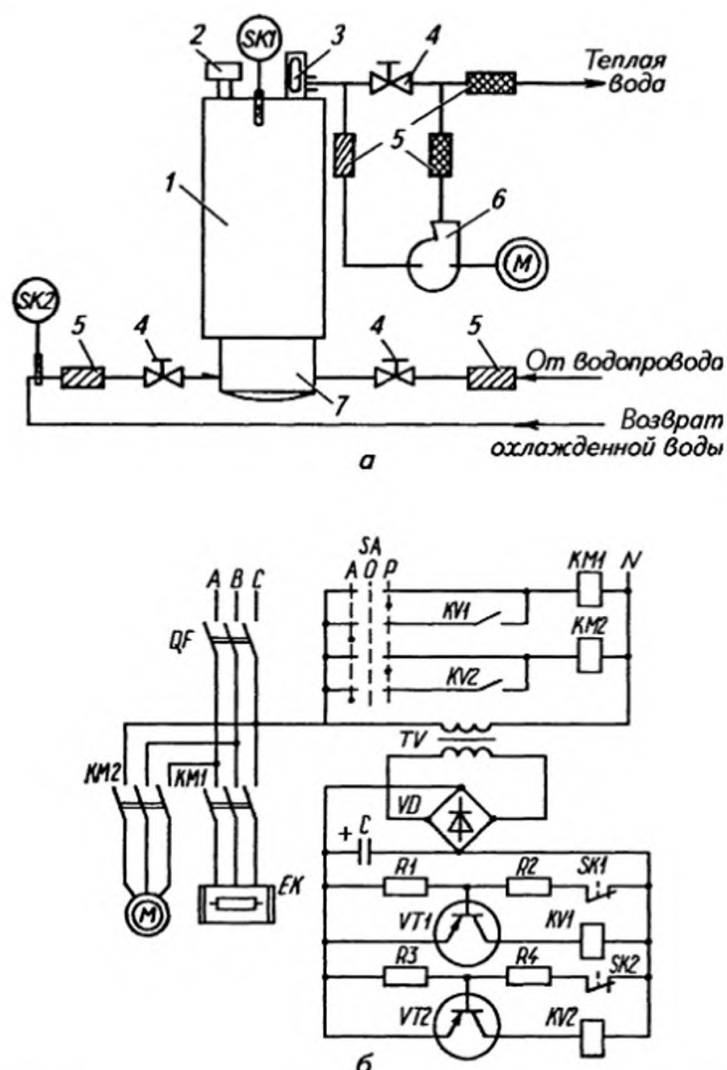 2
SK1
3
4
Теплая
вода
1
5
6
M
SK2
5
4
4
5
7
От водопровода
Возврат
охлажденной воды
а
SA
A B C
A O P
KM1
N
QF
KV1
KM2
KV2
TV
KM2
KM1
VD
+ C
M
EK
R1
R2
SK1
VT1
KV1
R3
R4
SK2
VT2
KV2
б